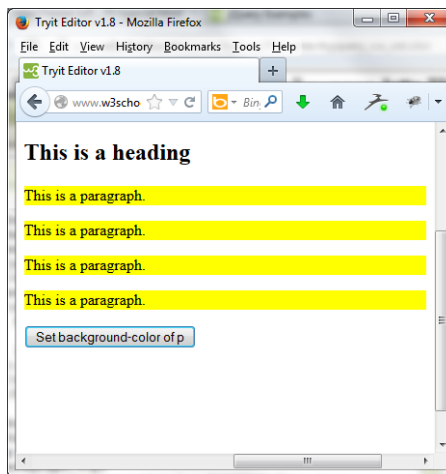 Tryit Editor v1.8 - Mozilla Firefox
File Edit View History Bookmarks Tools Help
Tryit Editor v1.8
www.w3scho Bin
This is a heading
This is a paragraph.
This is a paragraph.
This is a paragraph.
This is a paragraph.
Set background-color of p